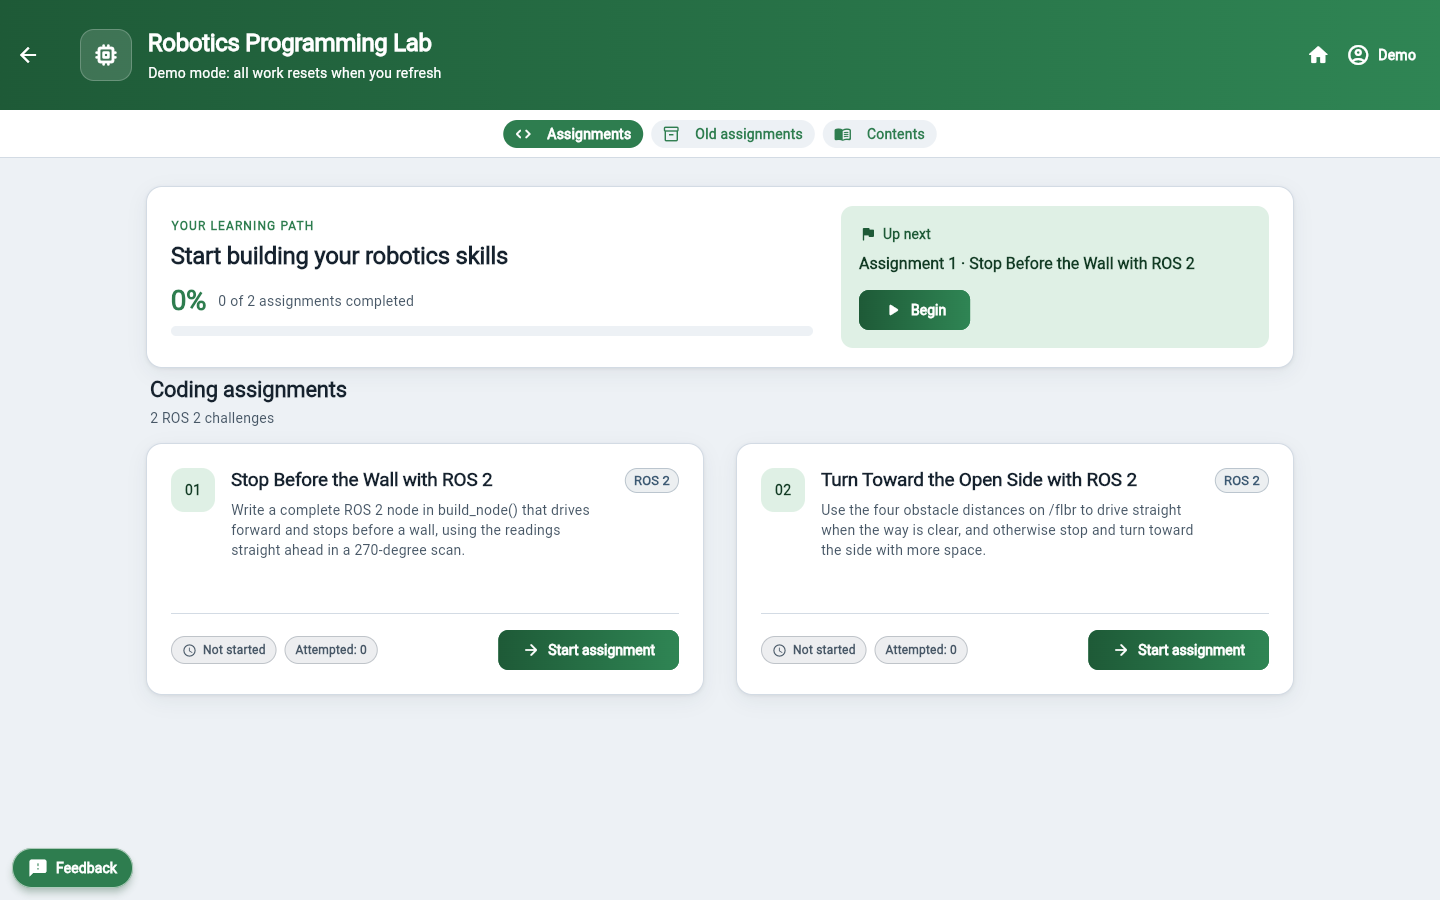 Robotics Programming Lab
Demo mode: all work resets when you refresh
Demo
Assignments
Old assignments
Contents
YOUR LEARNING PATH
Start building your robotics skills
0% 0 of 2 assignments completed
Up next
Assignment 1 · Stop Before the Wall with ROS 2
Begin
Coding assignments
2 ROS 2 challenges
01
Stop Before the Wall with ROS 2
ROS 2
Write a complete ROS 2 node in build_node() that drives
forward and stops before a wall, using the readings
straight ahead in a 270-degree scan.
Not started
Attempted: 0
Start assignment
02
Turn Toward the Open Side with ROS 2
ROS 2
Use the four obstacle distances on /flbr to drive straight
when the way is clear, and otherwise stop and turn toward
the side with more space.
Not started
Attempted: 0
Start assignment
Feedback